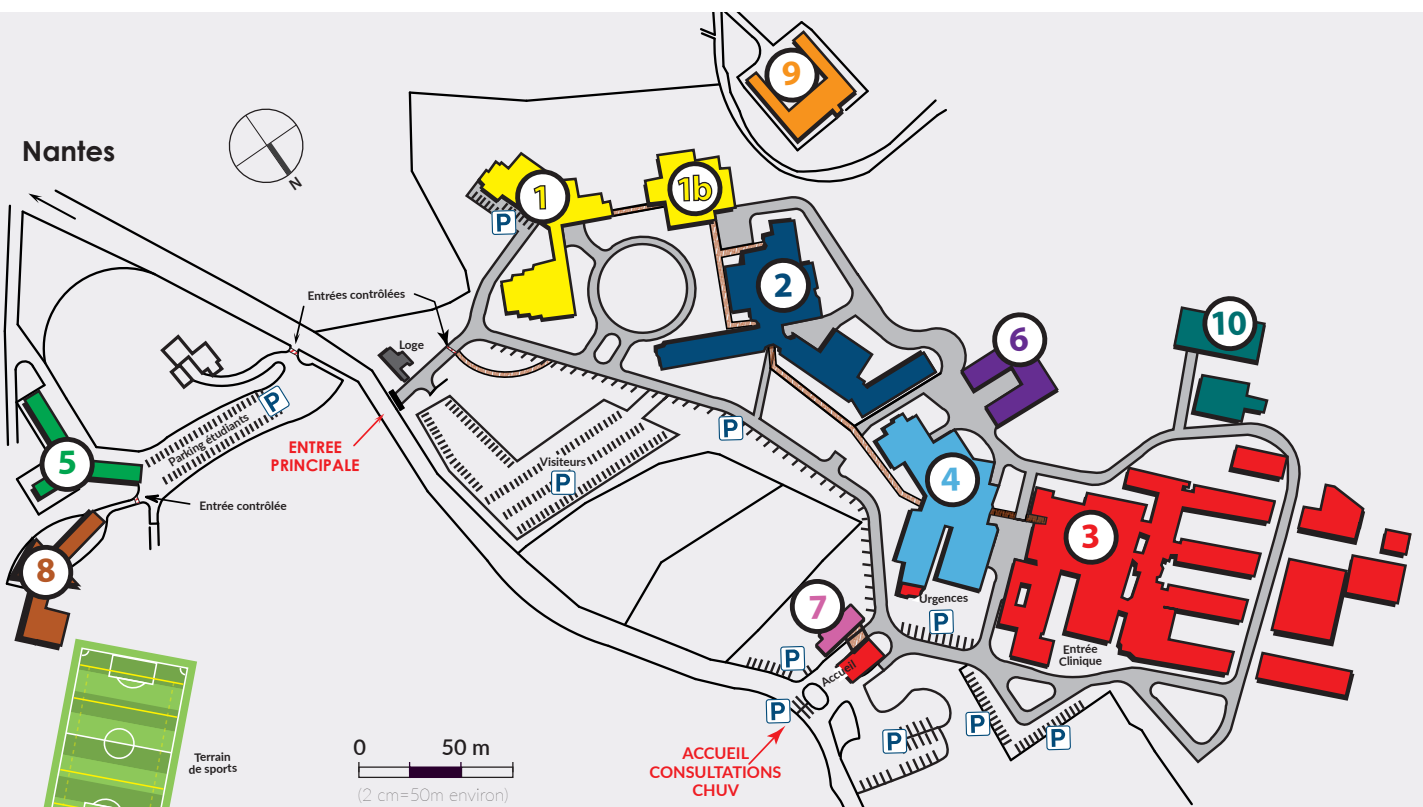 9
Nantes
N
1
1b
P
2
Entrées contrôlées
10
6
Loge
P
P
Parking étudiants
ENTREE
PRINCIPALE
5
Visiteurs
P
4
Entrée contrôlée
3
8
7
Urgences
P
Entrée
Clinique
P
Accueil
P
P
P
P
Terrain
de sports
0 50 m
(2 cm=50m environ)
ACCUEIL
CONSULTATIONS
CHUV